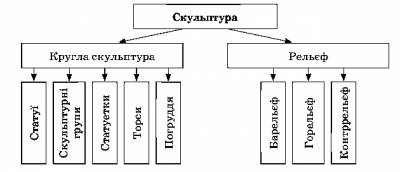 Скульптура
Кругла скульптура
Рельєф
Статуї
Скульптурні
групи
Статуетки
Торси
Погруддя
Барельєф
Горельєф
Контррельєф